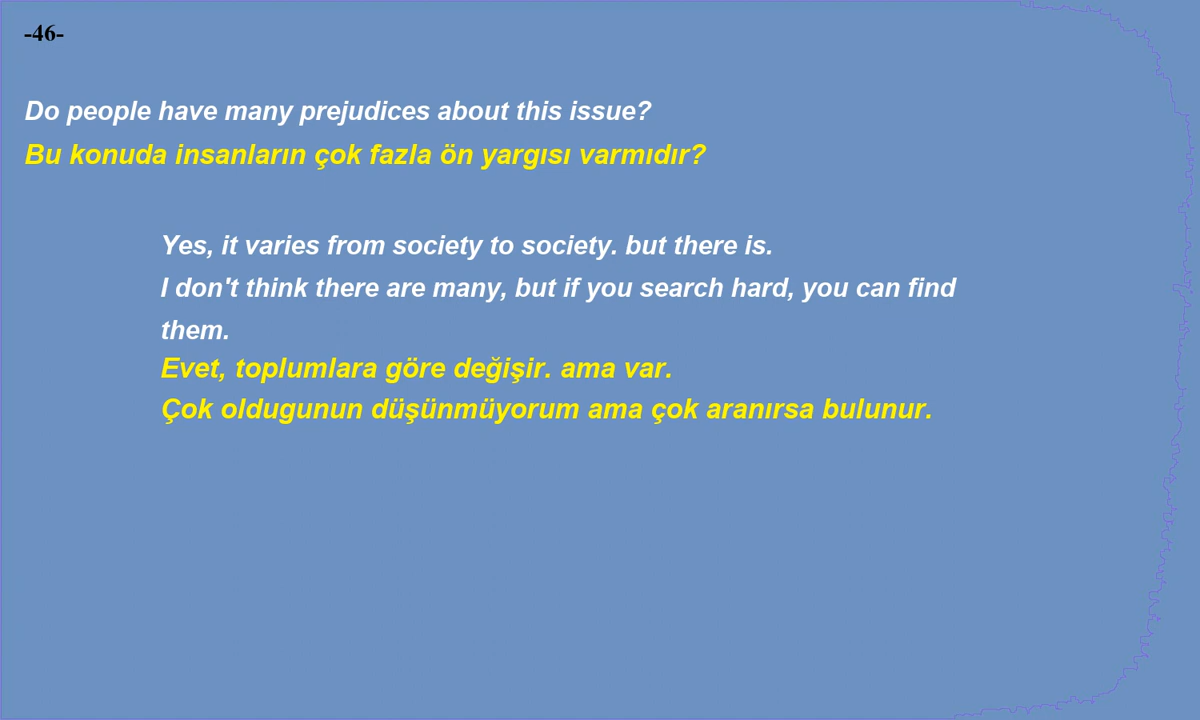 -46-
Do people have many prejudices about this issue?
Bu konuda insanların çok fazla ön yargısı varmıdır?
Yes, it varies from society to society. but there is.
I don't think there are many, but if you search hard, you can find
them.
Evet, toplumlara göre değişir. ama var.
Çok oldugunun düşünmüyorum ama çok aranırsa bulunur.